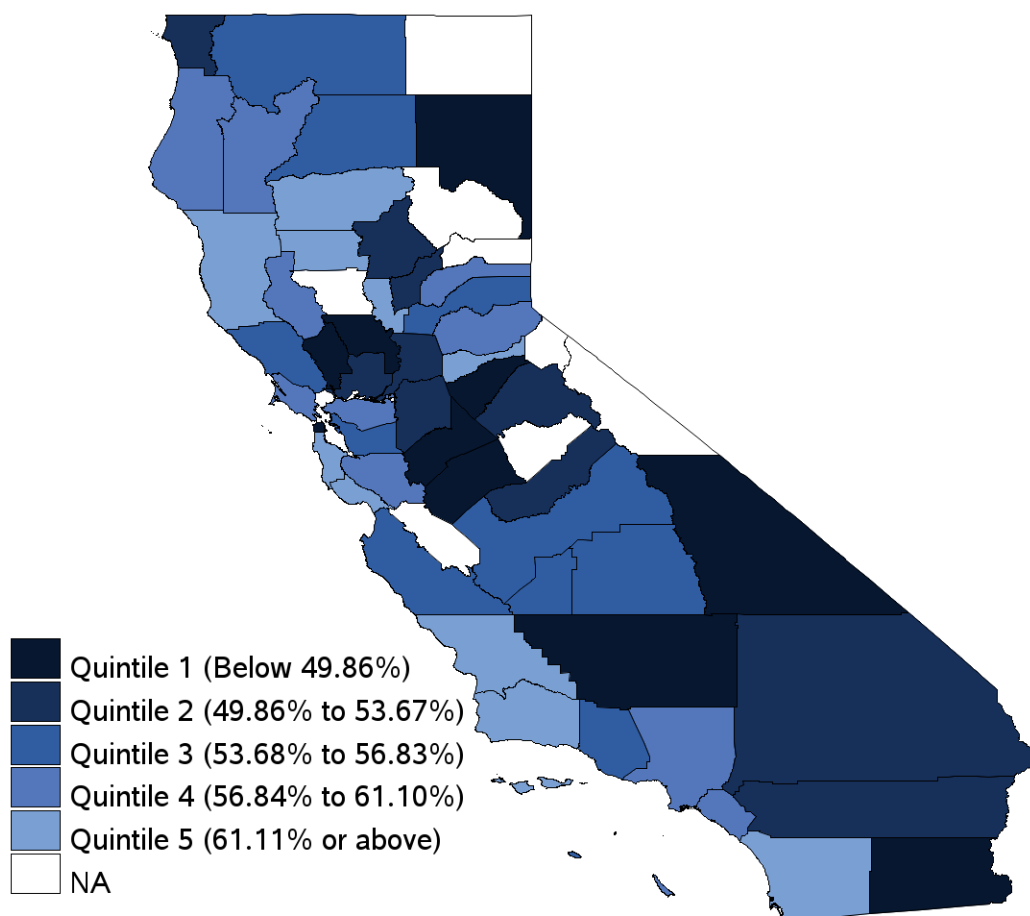 Quintile 1 (Below 49.86%)
Quintile 2 (49.86% to 53.67%)
Quintile 3 (53.68% to 56.83%)
Quintile 4 (56.84% to 61.10%)
Quintile 5 (61.11% or above)
NA